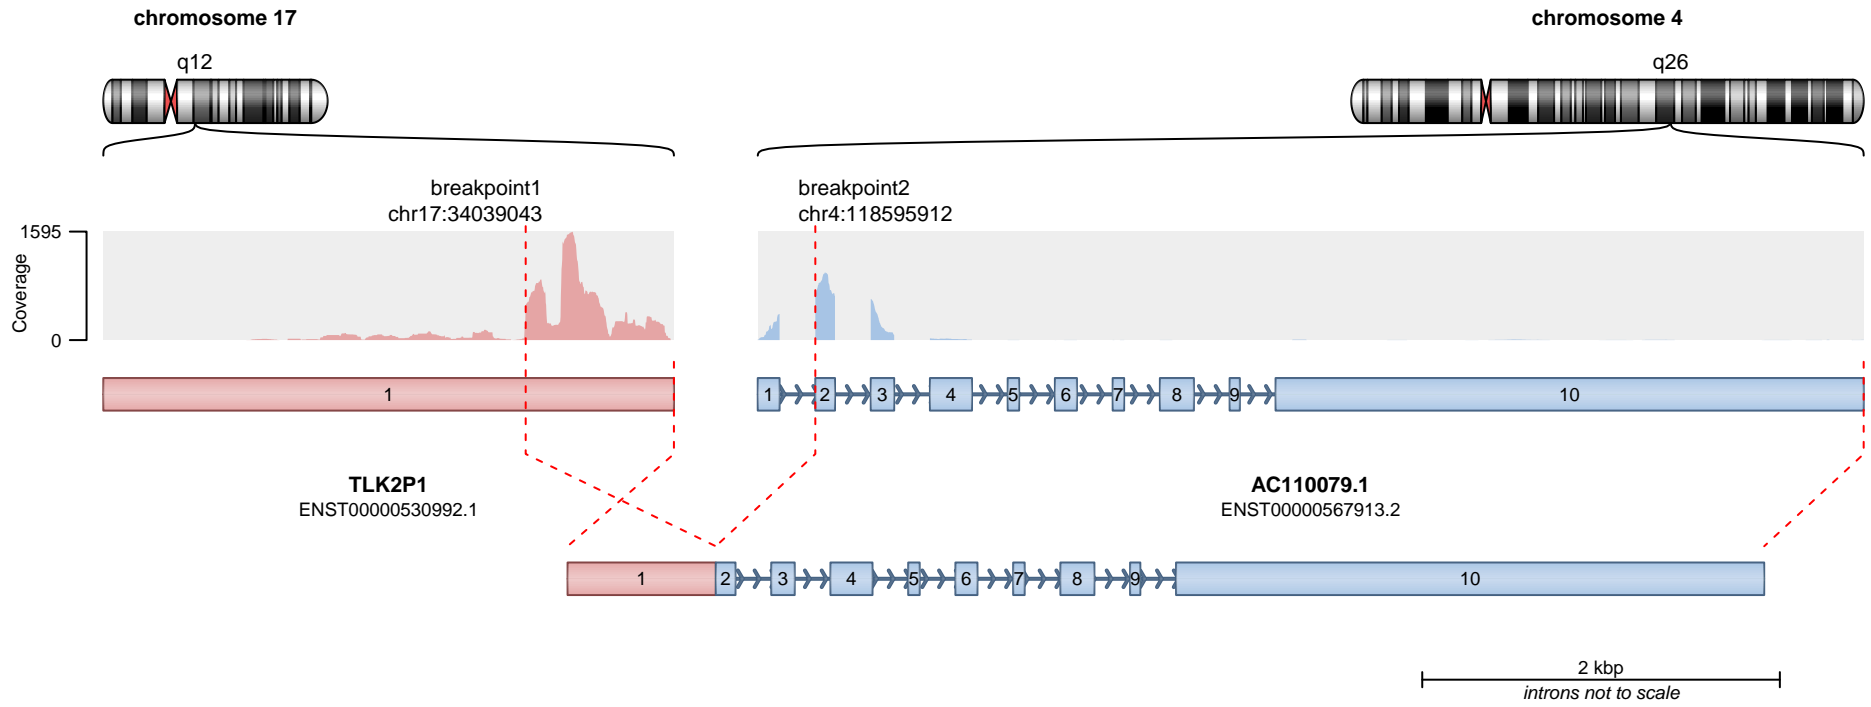 chromosome 17
chromosome 4
q12
q26
breakpoint1
chr17:34039043
breakpoint2
chr4:118595912
1595
0
Coverage
1
1 2 3 4 5 6 7 8 9 10
TLK2P1
ENST00000530992.1
AC110079.1
ENST00000567913.2
1 2 3 4 5 6 7 8 9 10
2 kbp
introns not to scale